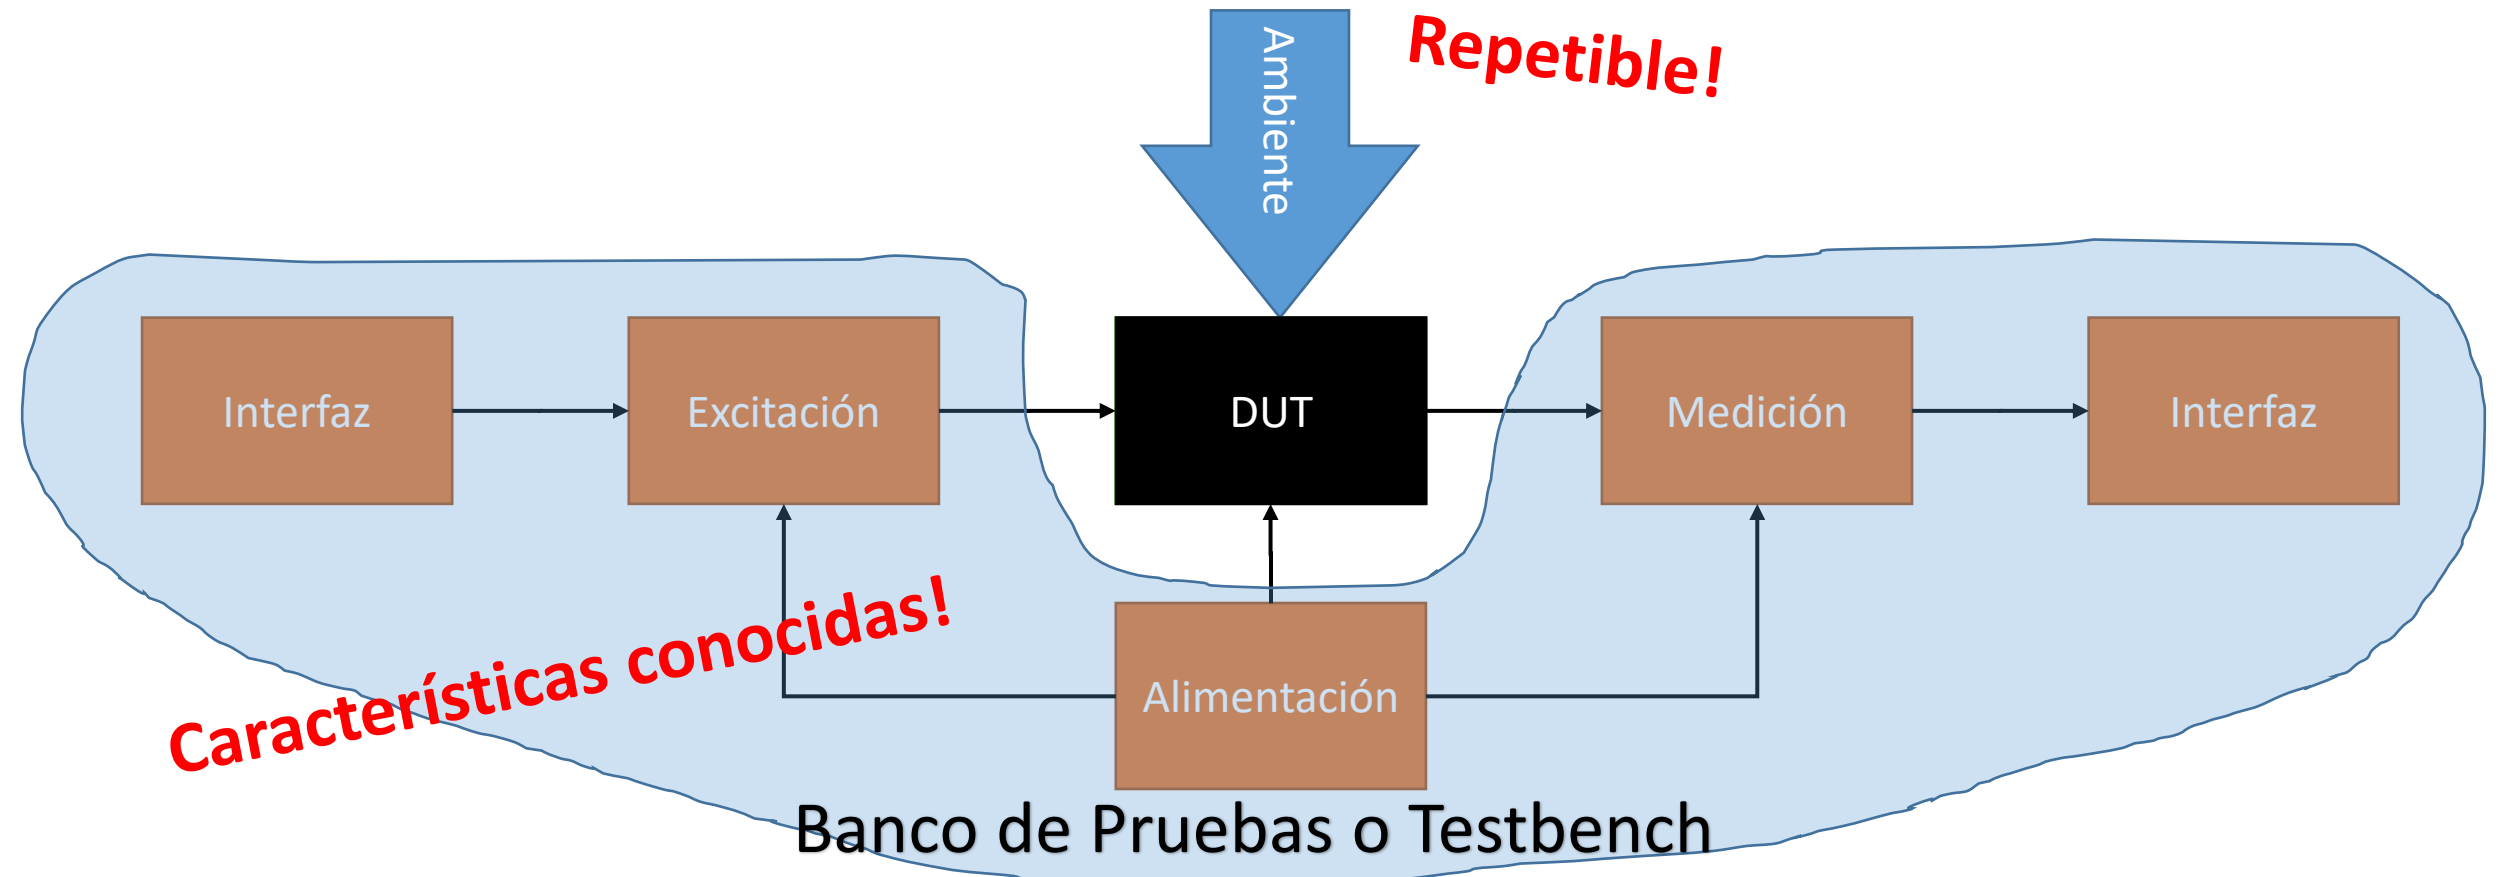 Ambiente
Repetible!
Interfaz
Excitación
DUT
Medición
Interfaz
Características conocidas!
Alimentación
Banco de Pruebas o Testbench